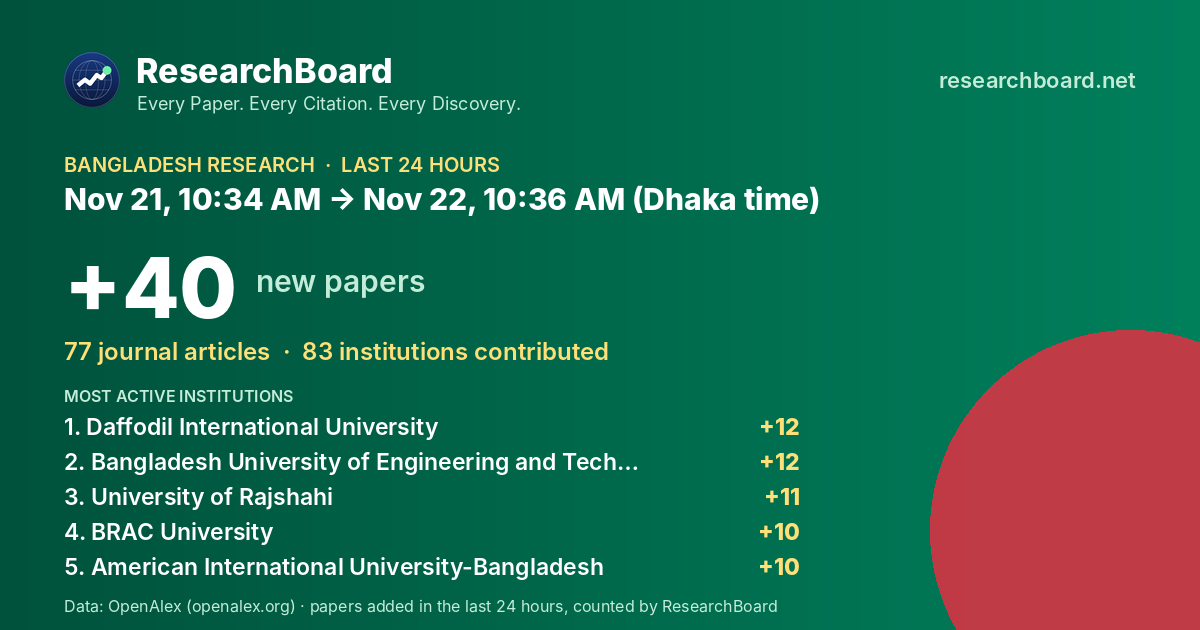 ResearchBoard
Every Paper. Every Citation. Every Discovery.
researchboard.net
BANGLADESH RESEARCH · LAST 24 HOURS
Nov 21, 10:34 AM → Nov 22, 10:36 AM (Dhaka time)
+40 new papers
77 journal articles · 83 institutions contributed
MOST ACTIVE INSTITUTIONS
1. Daffodil International University +12
2. Bangladesh University of Engineering and Tech… +12
3. University of Rajshahi +11
4. BRAC University +10
5. American International University-Bangladesh +10
Data: OpenAlex (openalex.org) · papers added in the last 24 hours, counted by ResearchBoard